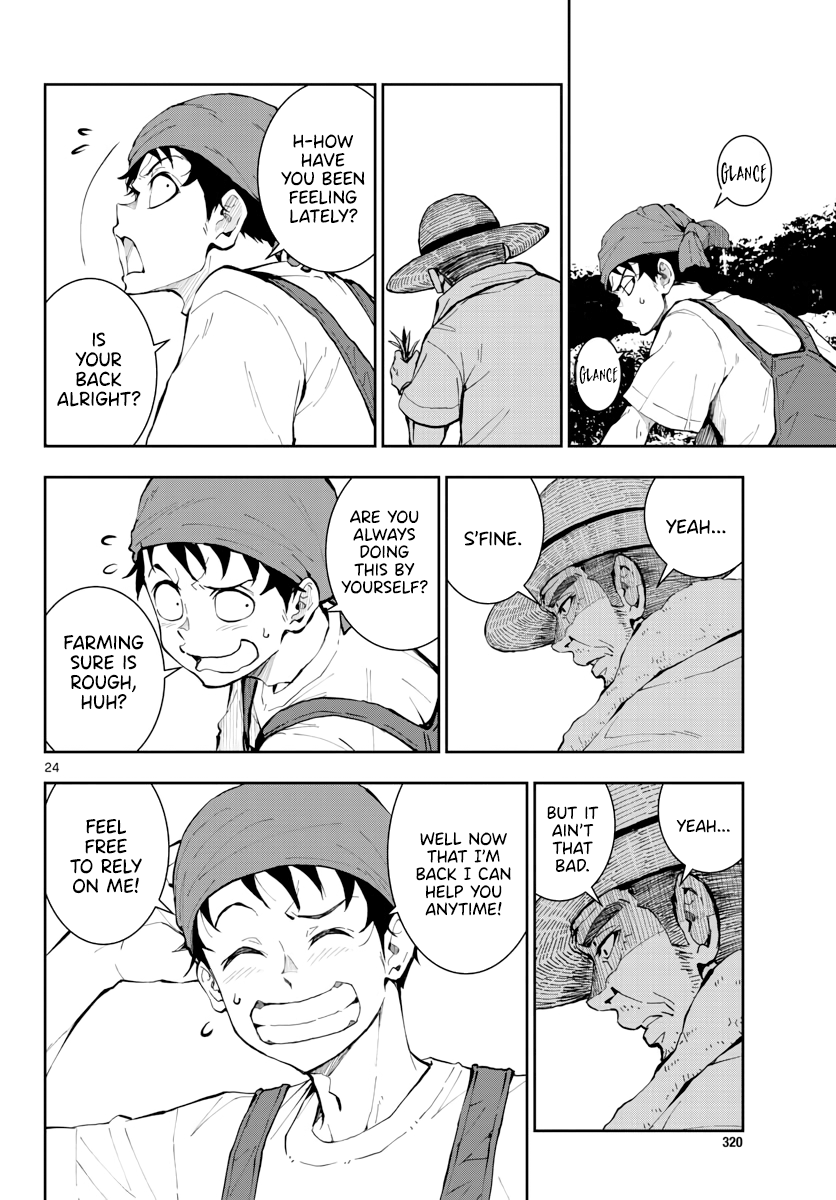 GLANCE
GLANCE
H-HOW
HAVE
YOU BEEN
FEELING
LATELY?
IS
YOUR
BACK
ALRIGHT?
YEAH...
S'FINE.
ARE YOU
ALWAYS
DOING
THIS BY
YOURSELF?
FARMING
SURE IS
ROUGH,
HUH?
24
YEAH...
BUT IT
AIN'T
THAT
BAD.
WELL NOW
THAT I'M
BACK I CAN
HELP YOU
ANYTIME!
FEEL
FREE
TO RELY
ON ME!
320